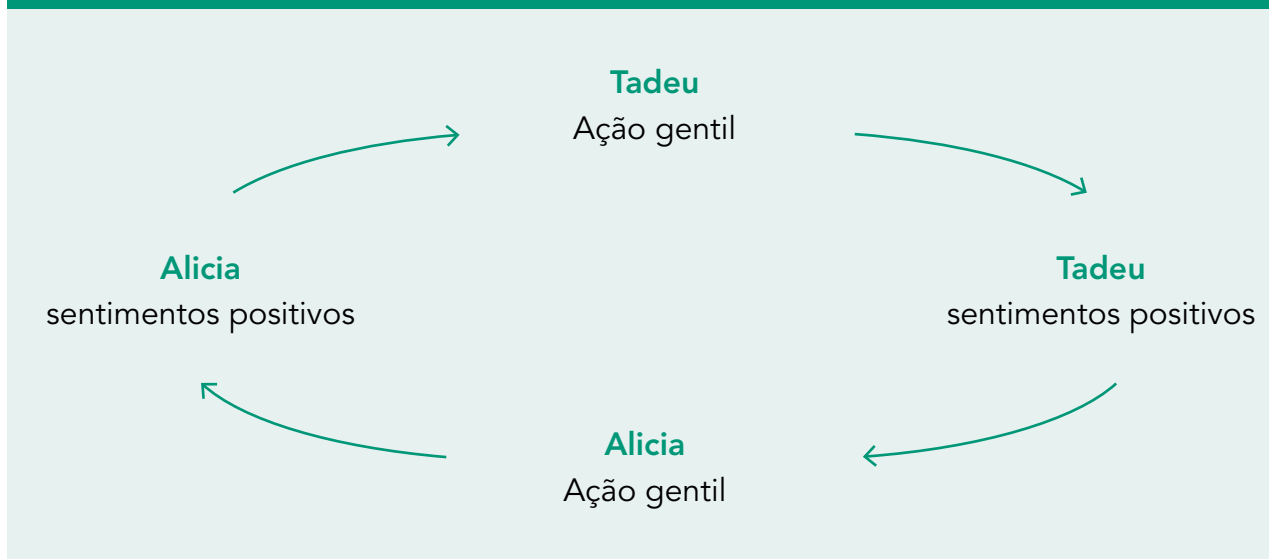 Tadeu
Ação gentil
Alicia
sentimentos positivos
Tadeu
sentimentos positivos
Alicia
Ação gentil